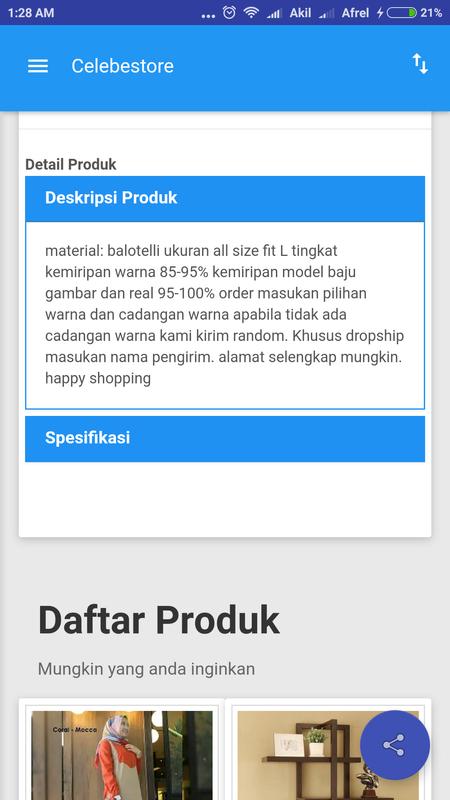 1:28 AM ... Akil Afrel 21%
Celebestore
Detail Produk
Deskripsi Produk
material: balotelli ukuran all size fit L tingkat
kemiripan warna 85-95% kemiripan model baju
gambar dan real 95-100% order masukan pilihan
warna dan cadangan warna apabila tidak ada
cadangan warna kami kirim random. Khusus dropship
masukan nama pengirim. alamat selengkap mungkin.
happy shopping
Spesifikasi
Daftar Produk
Mungkin yang anda inginkan
Coral - Mocca